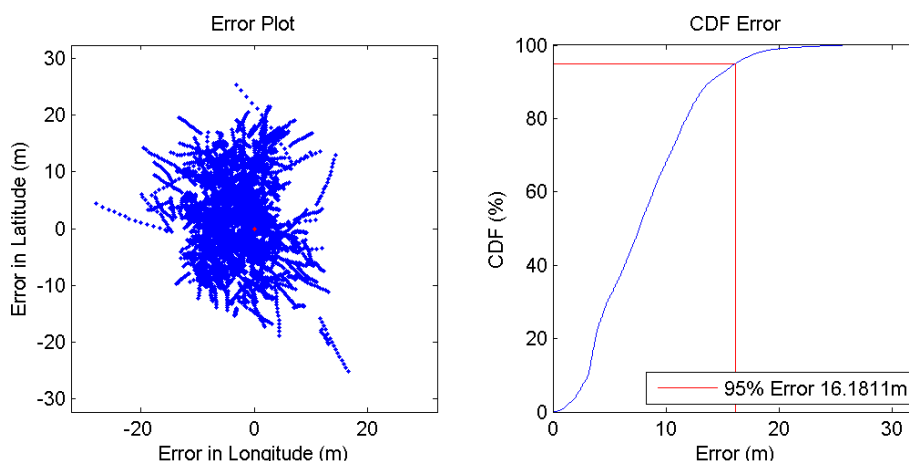 Error Plot
30
20
10
0
-10
-20
-30
Error in Latitude (m)
-20
0
20
Error in Longitude (m)
CDF Error
100
80
60
40
20
0
CDF (%)
95% Error 16.1811m
0
10
20
30
Error (m)